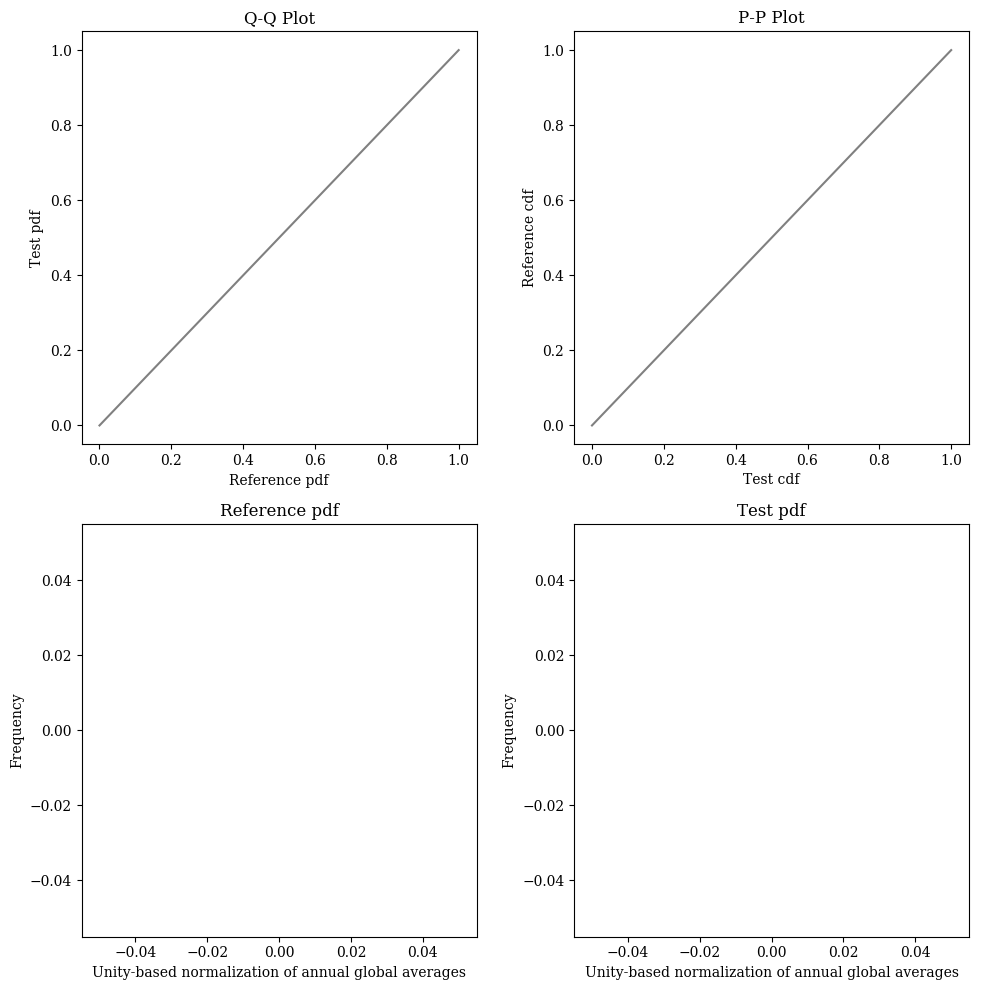 Q-Q Plot
1.0
0.8
0.6
0.4
0.2
0.0
Test pdf
0.0 0.2 0.4 0.6 0.8 1.0
Reference pdf
P-P Plot
1.0
0.8
0.6
0.4
0.2
0.0
Reference cdf
0.0 0.2 0.4 0.6 0.8 1.0
Test cdf
Reference pdf
0.04
0.02
0.00
−0.02
−0.04
Frequency
−0.04 −0.02 0.00 0.02 0.04
Unity-based normalization of annual global averages
Test pdf
0.04
0.02
0.00
−0.02
−0.04
Frequency
−0.04 −0.02 0.00 0.02 0.04
Unity-based normalization of annual global averages